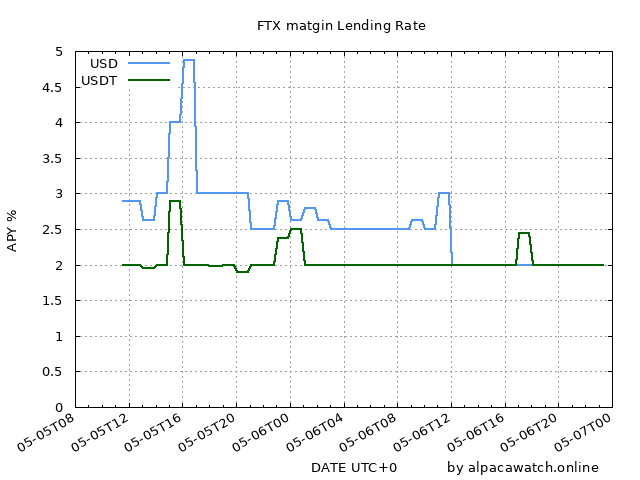 FTX matgin Lending Rate
5
4.5
4
3.5
3
2.5
2
1.5
1
0.5
0
APY %
USD
USDT
05-05T08
05-05T12
05-05T16
05-05T20
05-06T00
05-06T04
05-06T08
05-06T12
05-06T16
05-06T20
05-07T00
DATE UTC+0
by alpacawatch.online